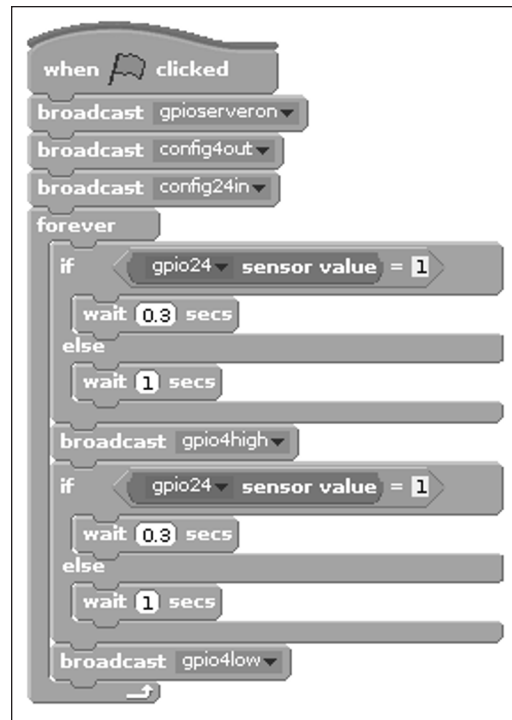 when clicked
broadcast gpioserveron
broadcast config4out
broadcast config24in
forever
if gpio24 sensor value = 1
wait 0.3 secs
else
wait 1 secs
broadcast gpio4high
if gpio24 sensor value = 1
wait 0.3 secs
else
wait 1 secs
broadcast gpio4low